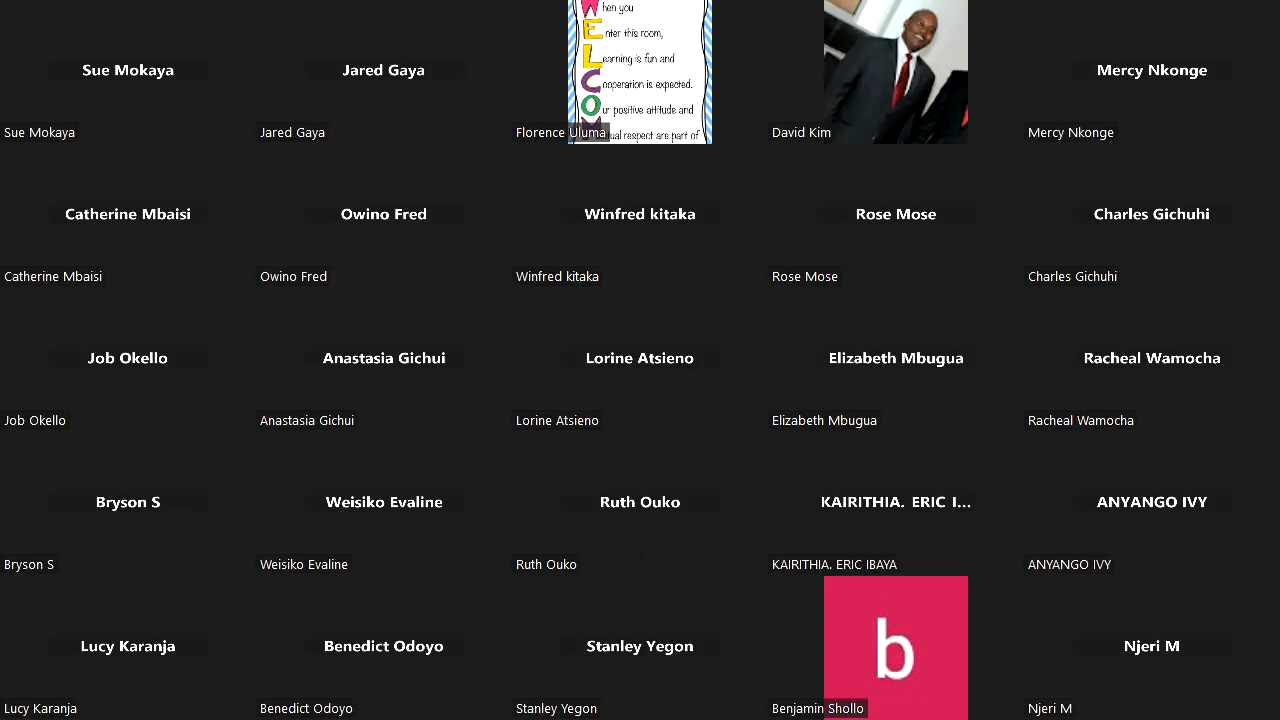 Sue Mokaya
Jared Gaya
W
hen you
E
nter this room,
L
earning is fun and
C
ooperation is expected.
O
ur positive attitude and
M
tual respect are part of
Mercy Nkonge
Sue Mokaya
Jared Gaya
Florence Uluma
David Kim
Mercy Nkonge
Catherine Mbaisi
Owino Fred
Winfred kitaka
Rose Mose
Charles Gichuhi
Catherine Mbaisi
Owino Fred
Winfred kitaka
Rose Mose
Charles Gichuhi
Job Okello
Anastasia Gichui
Lorine Atsieno
Elizabeth Mbugua
Racheal Wamocha
Job Okello
Anastasia Gichui
Lorine Atsieno
Elizabeth Mbugua
Racheal Wamocha
Bryson S
Weisiko Evaline
Ruth Ouko
KAIRITHIA. ERIC I...
ANYANGO IVY
Bryson S
Weisiko Evaline
Ruth Ouko
KAIRITHIA. ERIC IBAYA
ANYANGO IVY
Lucy Karanja
Benedict Odoyo
Stanley Yegon
b
Njeri M
Lucy Karanja
Benedict Odoyo
Stanley Yegon
Benjamin Shollo
Njeri M